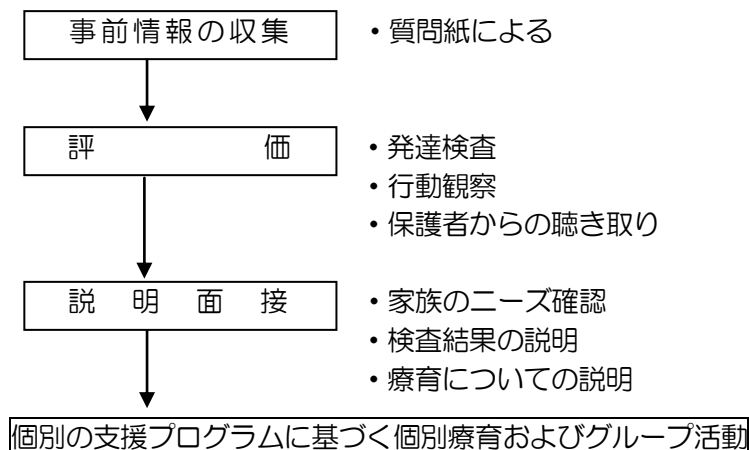 事前情報の収集 ・質問紙による
評価 ・発達検査
・行動観察
・保護者からの聴き取り
説明面接 ・家族のニーズ確認
・検査結果の説明
・療育についての説明
個別の支援プログラムに基づく個別療育およびグループ活動